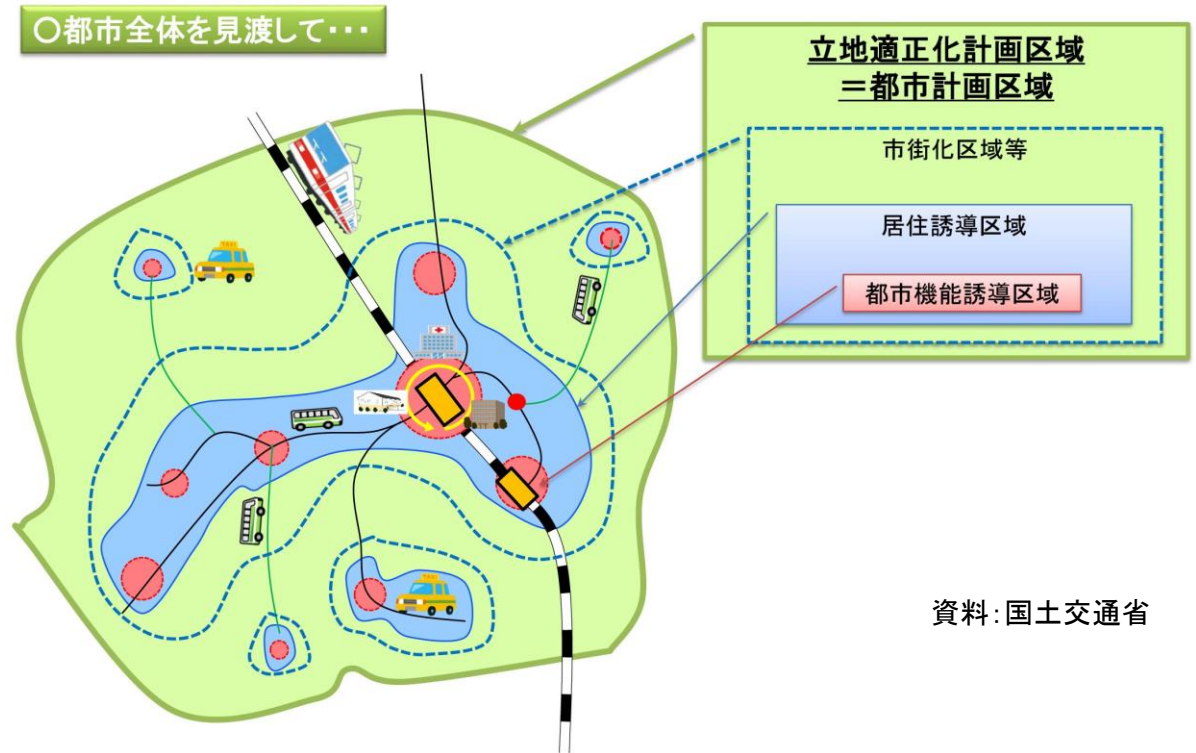 〇都市全体を見渡して・・・
立地適正化計画区域
＝都市計画区域
市街化区域等
居住誘導区域
都市機能誘導区域
資料：国土交通省